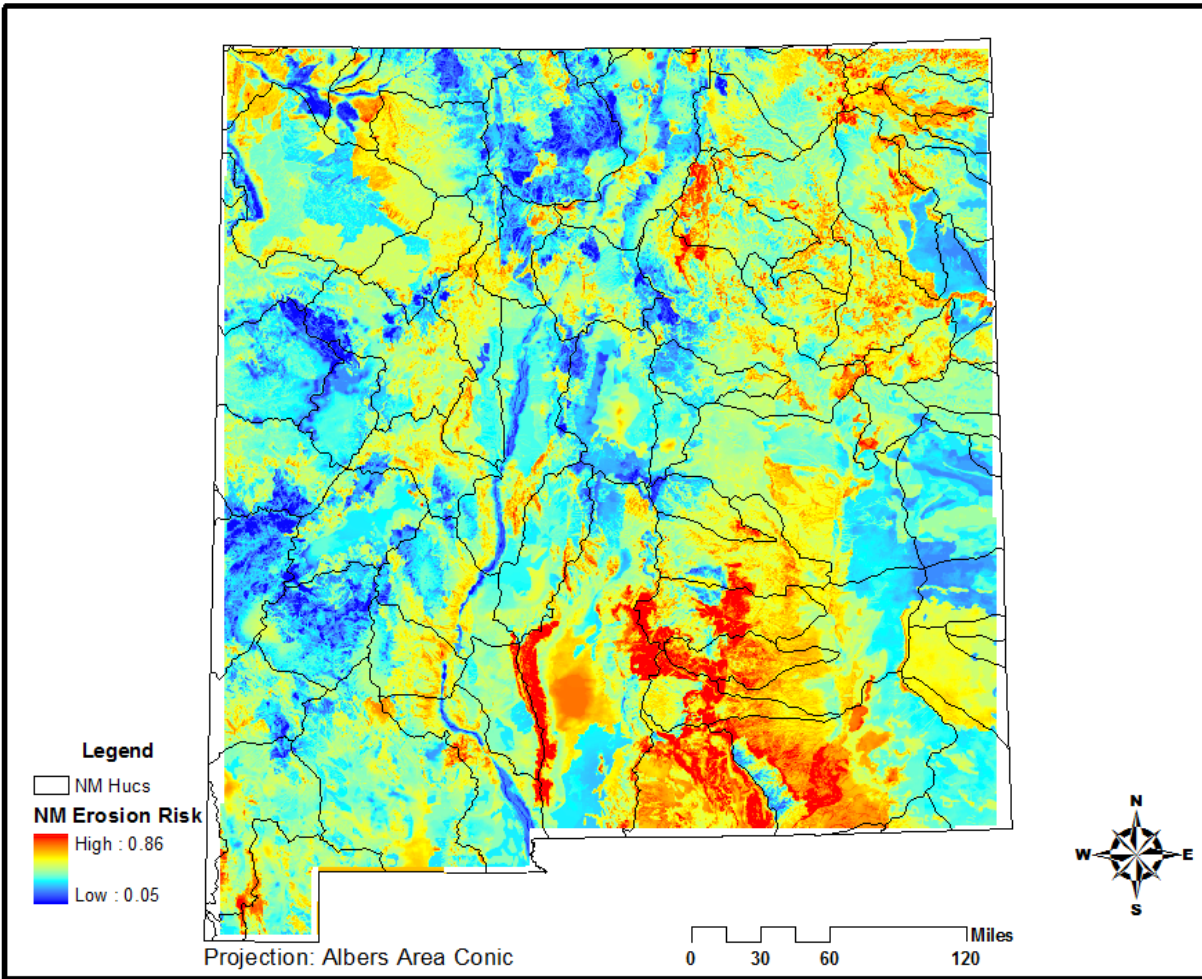 Legend
NM Hucs
NM Erosion Risk
High : 0.86
Low : 0.05
Projection: Albers Area Conic
N
W E
S
Miles
0 30 60 120